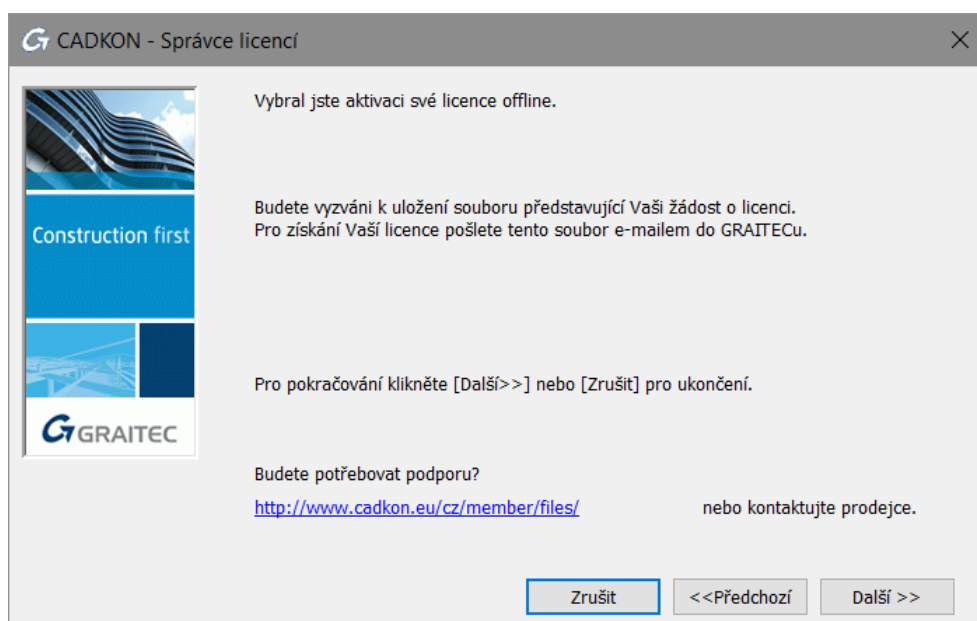 CADKON - Správce licencí
Vybral jste aktivaci své licence offline.
Budete vyzváni k uložení souboru představující Vaši žádost o licenci.
Pro získání Vaší licence pošlete tento soubor e-mailem do GRAITECu.
Construction first
Pro pokračování klikněte [Další>>] nebo [Zrušit] pro ukončení.
GRAITEC
Budete potřebovat podporu?
http://www.cadkon.eu/cz/member/files/ nebo kontaktujte prodejce.
Zrušit <<Předchozí Další >>